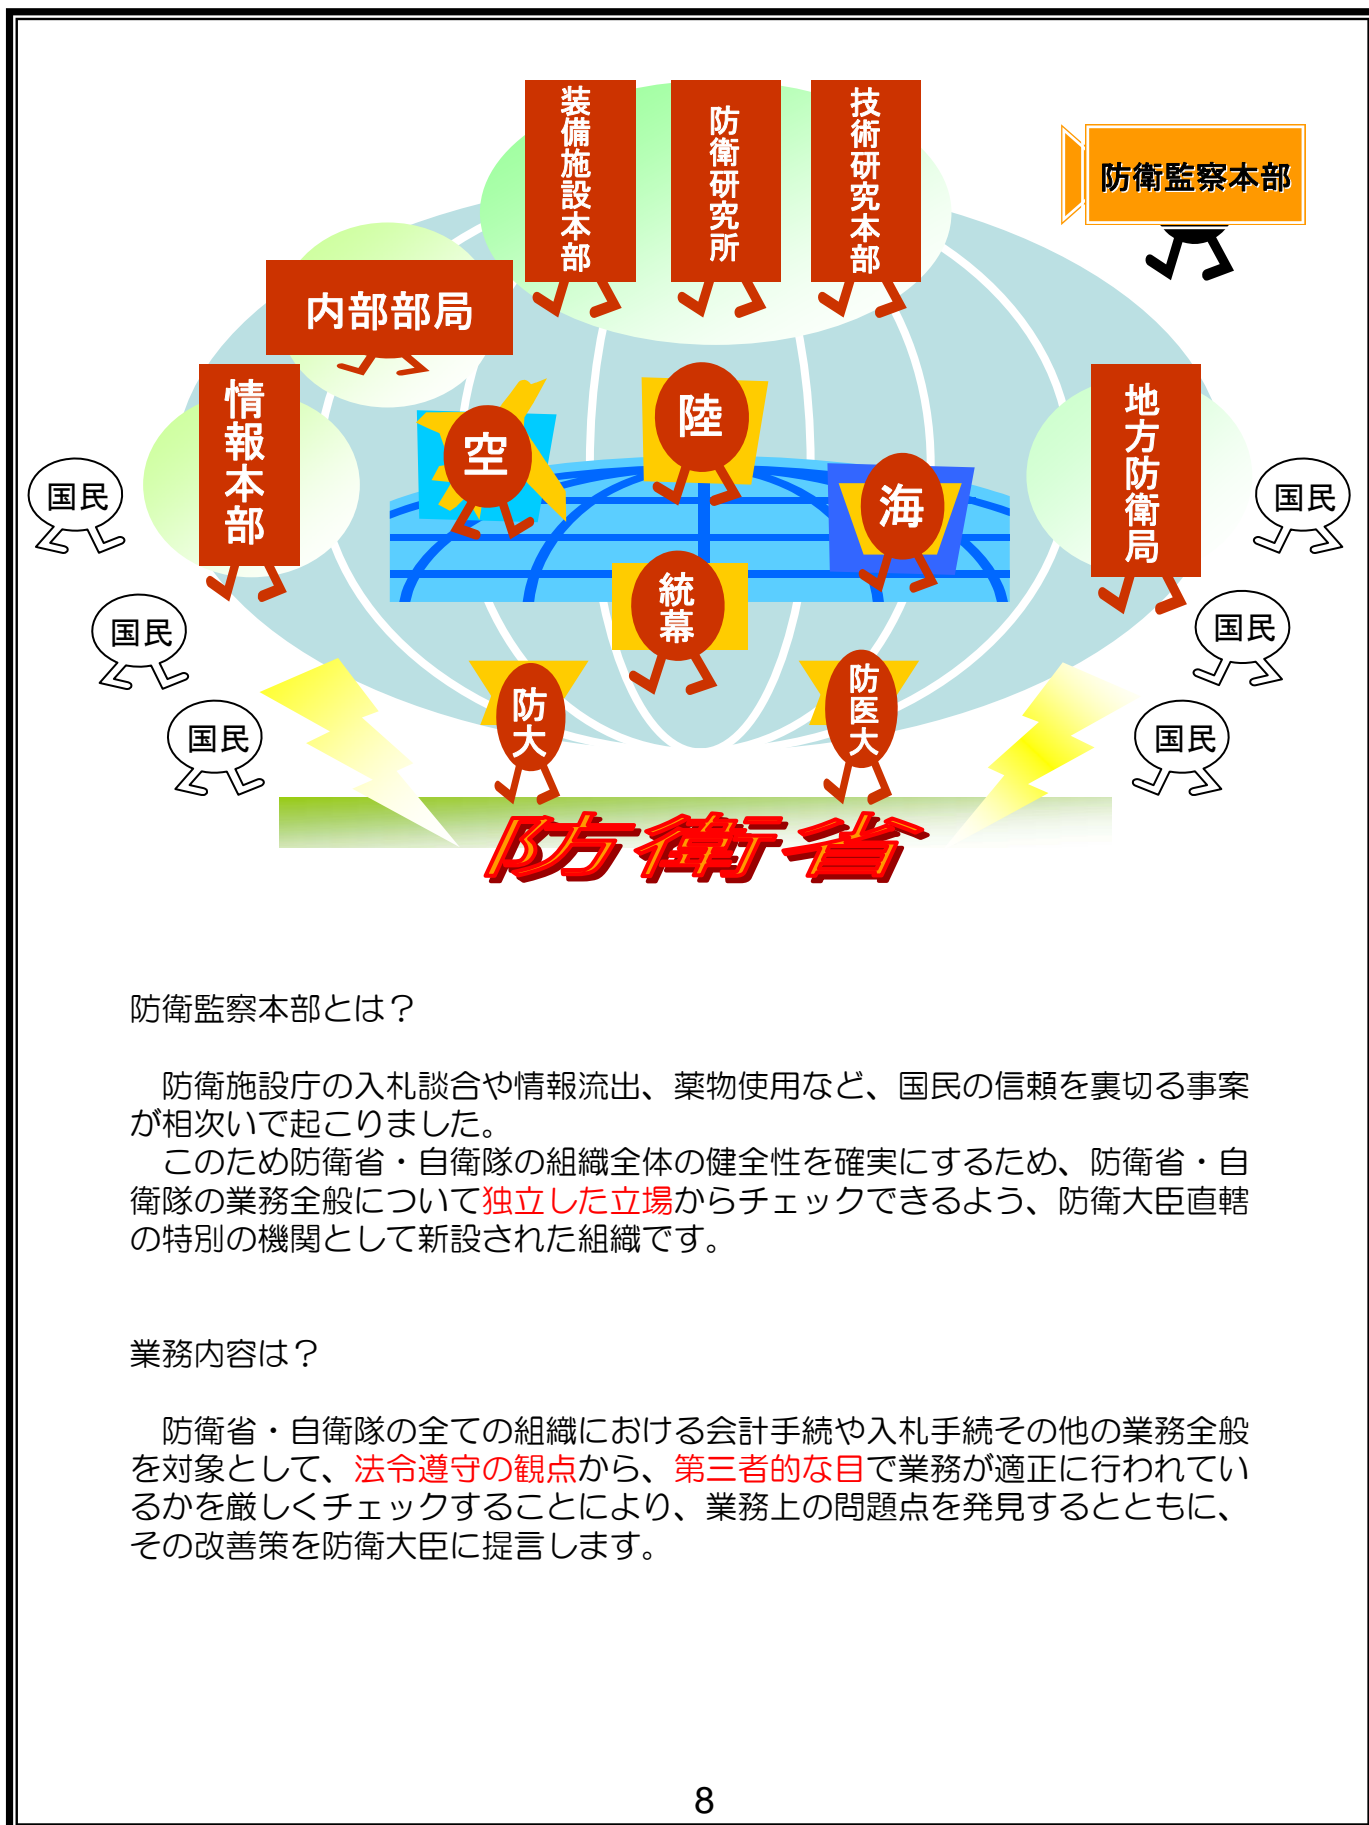 装備施設本部
防衛研究所
技術研究本部
防衛監察本部
内部部局
情報本部
地方防衛局
空
陸
海
統幕
国民
国民
国民
国民
国民
国民
防大
防医大
防衛省
防衛監察本部とは？
　防衛施設庁の入札談合や情報流出、薬物使用など、国民の信頼を裏切る事案
が相次いで起こりました。
　このため防衛省・自衛隊の組織全体の健全性を確実にするため、防衛省・自
衛隊の業務全般について独立した立場からチェックできるよう、防衛大臣直轄
の特別の機関として新設された組織です。
業務内容は？
　防衛省・自衛隊の全ての組織における会計手続や入札手続その他の業務全般
を対象として、法令遵守の観点から、第三者的な目で業務が適正に行われてい
るかを厳しくチェックすることにより、業務上の問題点を発見するとともに、
その改善策を防衛大臣に提言します。
8